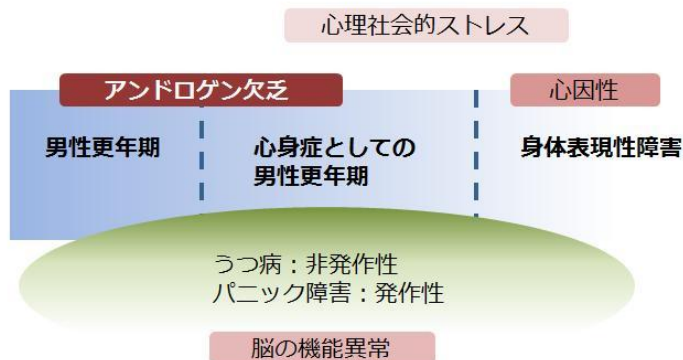 心理社会的ストレス
アンドロゲン欠乏
心因性
男性更年期
心身症としての
男性更年期
身体表現性障害
うつ病：非発作性
パニック障害：発作性
脳の機能異常